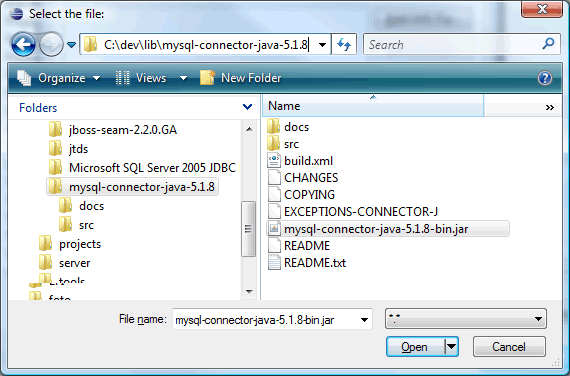 Select the file:
C:\dev\lib\mysql-connector-java-5.1.8
Search
Organize
Views
New Folder
?
Folders
jboss-seam-2.2.0.GA
jtds
Microsoft SQL Server 2005 JDBC
mysql-connector-java-5.1.8
docs
src
projects
server
tools
foto
Name
»
docs
src
build.xml
CHANGES
COPYING
EXCEPTIONS-CONNECTOR-J
mysql-connector-java-5.1.8-bin.jar
README
README.txt
File name:
mysql-connector-java-5.1.8-bin.jar
Open
Cancel